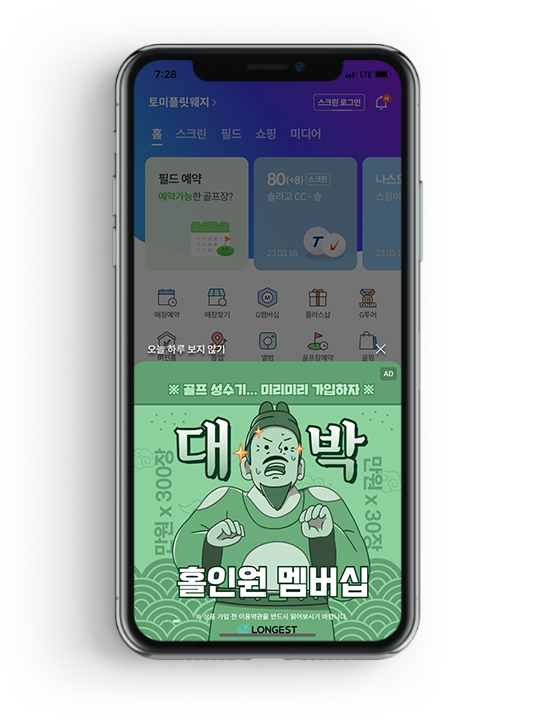 7:28
LTE
토미플릿웨지 >
스크린 로그인
N
홈 스크린 필드 쇼핑 미디어
필드 예약
예약가능한 골프장?
80(+8) 스크린
솔라고 CC - 솔
23.03.18
T
나스모
스윙이
매장예약 매장찾기 G멤버십 플러스샵 G투어
앨범 골프장예약 골핑
오늘 하루 보지 않기
AD
※ 골프 성수기... 미리미리 가입하자 ※
대박
만원 x 300장
만원 x 30장
홀인원 멤버십
※ 상품 가입 전 이용약관을 반드시 읽어보시기 바랍니다.
LONGEST